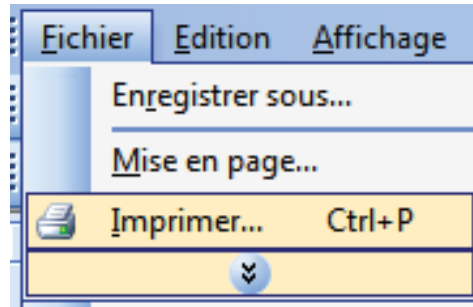 Fichier Edition Affichage
Enregistrer sous...
Mise en page...
Imprimer... Ctrl+P